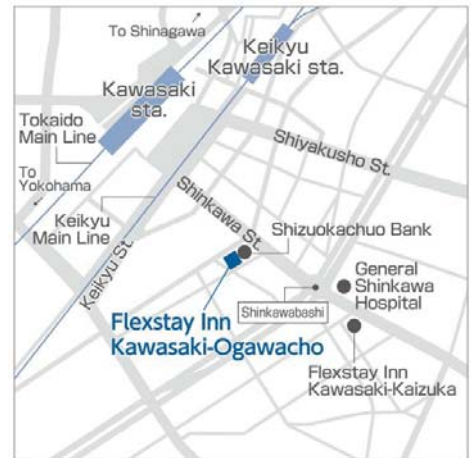 To Shinagawa
Keikyu
Kawasaki sta.
Kawasaki
sta.
Tokaido
Main Line
Shiyakusho St.
To
Yokohama
Shinkawa St.
Keikyu
Main Line
Shizuokachuo Bank
Keikyu St.
General
Shinkawa
Hospital
Shinkawabashi
Flexstay Inn
Kawasaki-Ogawacho
Flexstay Inn
Kawasaki-Kaizuka